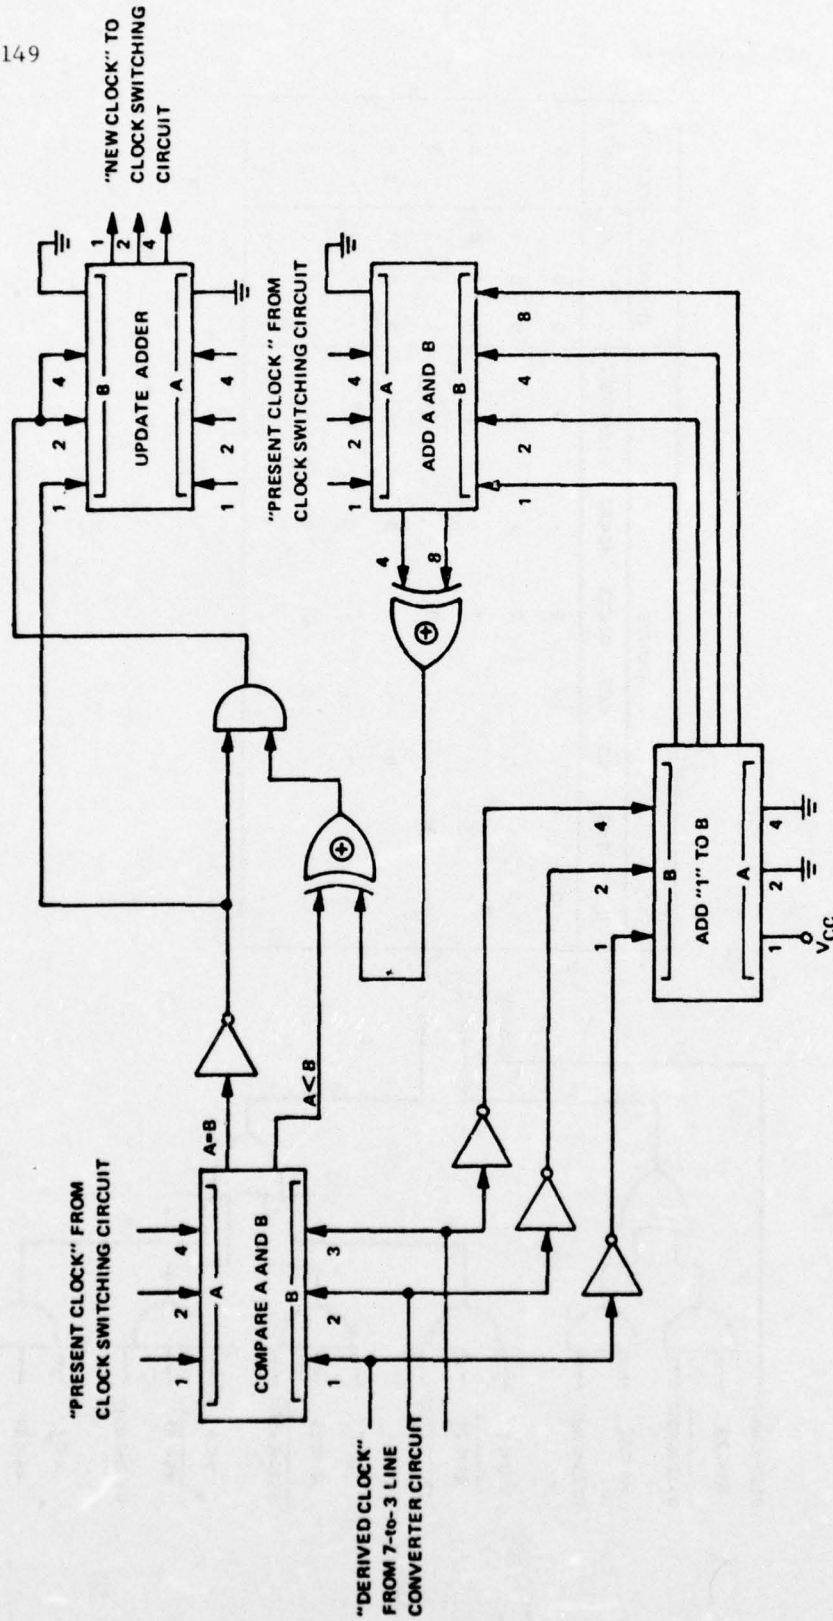 149
"NEW CLOCK" TO
CLOCK SWITCHING
CIRCUIT
1
2
4
B
UPDATE ADDER
A
1
2
4
1
2
4
"PRESENT CLOCK" FROM
CLOCK SWITCHING CIRCUIT
1
2
4
A
ADD A AND B
B
1
2
4
8
4
8
"PRESENT CLOCK" FROM
CLOCK SWITCHING CIRCUIT
1
2
4
A
COMPARE A AND B
B
1
2
3
A=B
A<B
"DERIVED CLOCK"
FROM 7-to-3 LINE
CONVERTER CIRCUIT
1
2
4
B
ADD "1" TO B
A
1
2
4
VCC